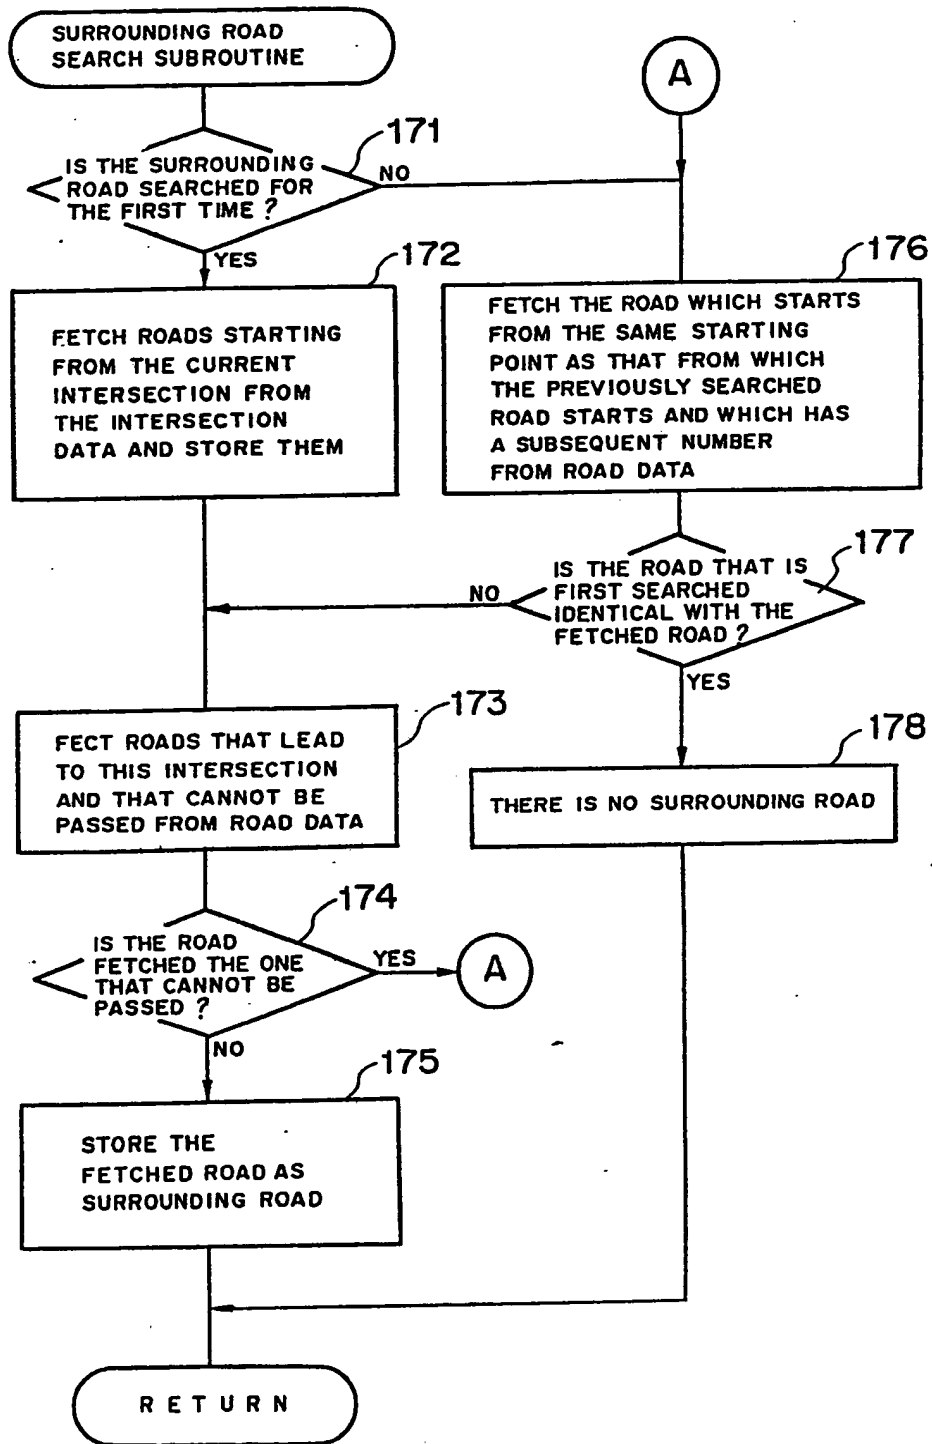 SURROUNDING ROAD
SEARCH SUBROUTINE
171
IS THE SURROUNDING
ROAD SEARCHED FOR
THE FIRST TIME ?
NO
YES
172
FETCH ROADS STARTING
FROM THE CURRENT
INTERSECTION FROM
THE INTERSECTION
DATA AND STORE THEM
A
176
FETCH THE ROAD WHICH STARTS
FROM THE SAME STARTING
POINT AS THAT FROM WHICH
THE PREVIOUSLY SEARCHED
ROAD STARTS AND WHICH HAS
A SUBSEQUENT NUMBER
FROM ROAD DATA
177
IS THE ROAD THAT IS
FIRST SEARCHED
IDENTICAL WITH THE
FETCHED ROAD ?
NO
YES
173
FECT ROADS THAT LEAD
TO THIS INTERSECTION
AND THAT CANNOT BE
PASSED FROM ROAD DATA
178
THERE IS NO SURROUNDING ROAD
174
IS THE ROAD
FETCHED THE ONE
THAT CANNOT BE
PASSED ?
YES
A
NO
175
STORE THE
FETCHED ROAD AS
SURROUNDING ROAD
RETURN